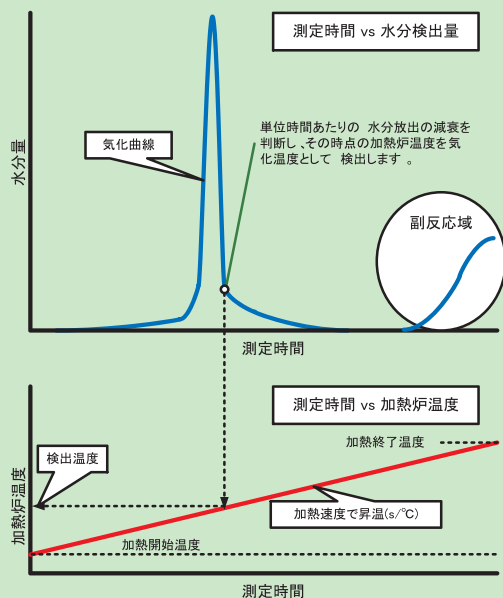 測定時間 vs 水分検出量
水分量
気化曲線
単位時間あたりの 水分放出の減衰を
判断し、その時点の加熱炉温度を気
化温度として 検出します 。
副反応域
測定時間
測定時間 vs 加熱炉温度
加熱炉温度
加熱終了温度
検出温度
加熱速度で昇温(s/℃)
加熱開始温度
測定時間